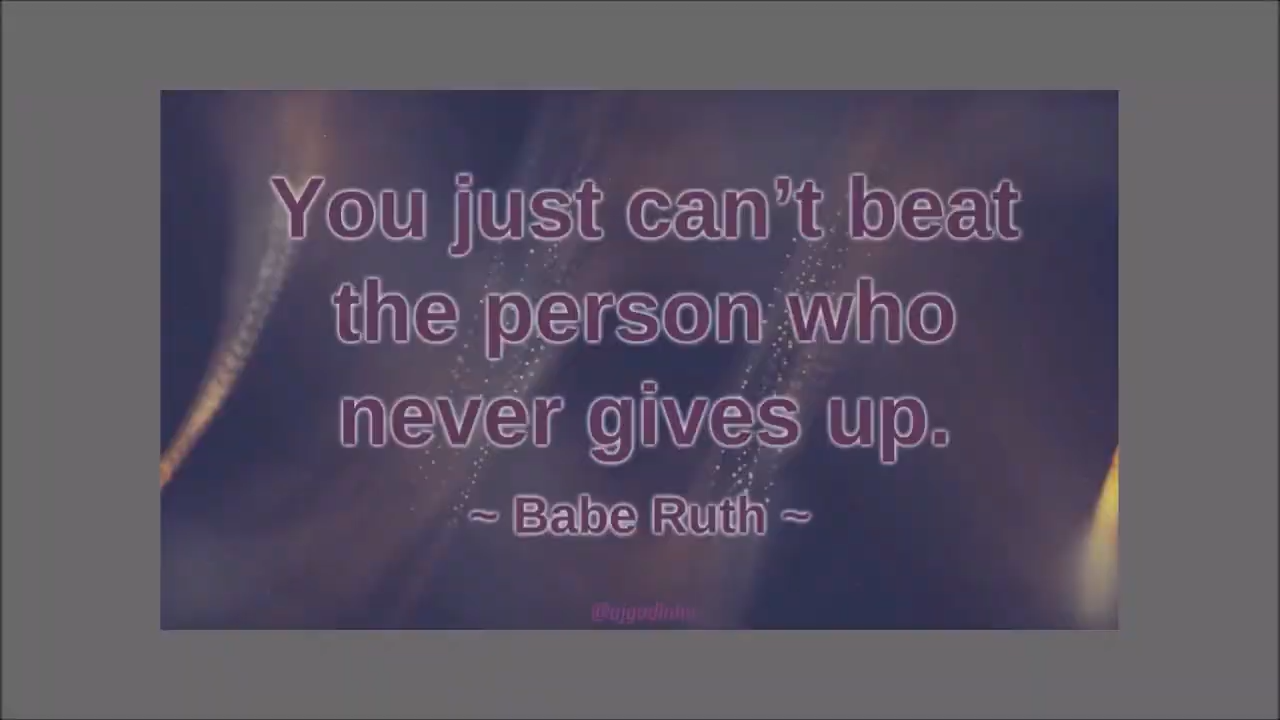 You just can’t beat
the person who
never gives up.
~ Babe Ruth ~